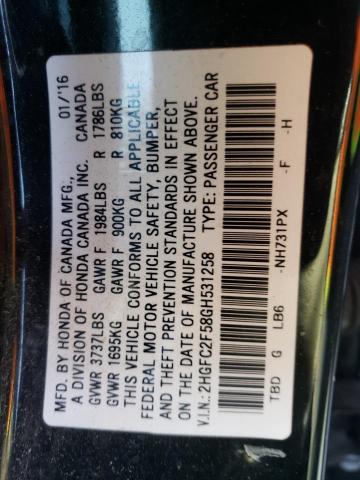 MFD. BY HONDA OF CANADA MFG., 01/'16
A DIVISION OF HONDA CANADA INC. CANADA
GVWR 3737LBS GAWR F 1984LBS R 1786LBS
GVWR 1695KG GAWR F 900KG R 810KG
THIS VEHICLE CONFORMS TO ALL APPLICABLE
FEDERAL MOTOR VEHICLE SAFETY, BUMPER,
AND THEFT PREVENTION STANDARDS IN EFFECT
ON THE DATE OF MANUFACTURE SHOWN ABOVE.
V.I.N.: 2HGFC2F58GH531258 TYPE: PASSENGER CAR
TBD G LB6 -NH731PX -F -H